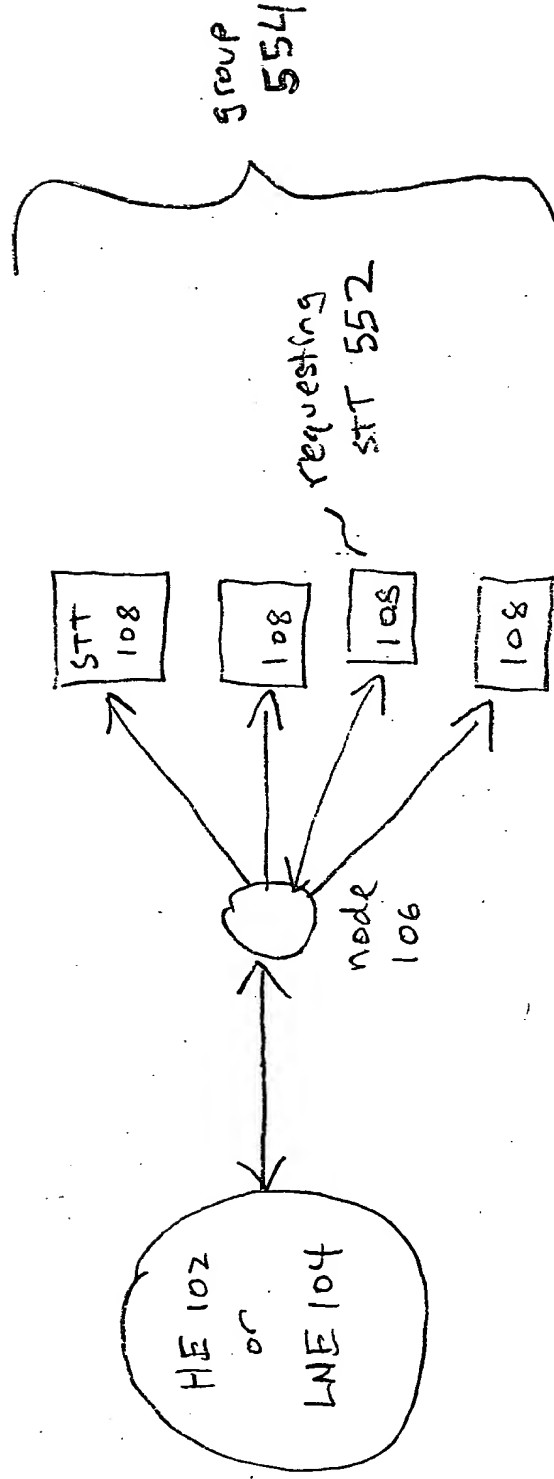 HE 102
or
LNE 104
node
106
STT
108
108
108
108
requesting
STT 552
group
554